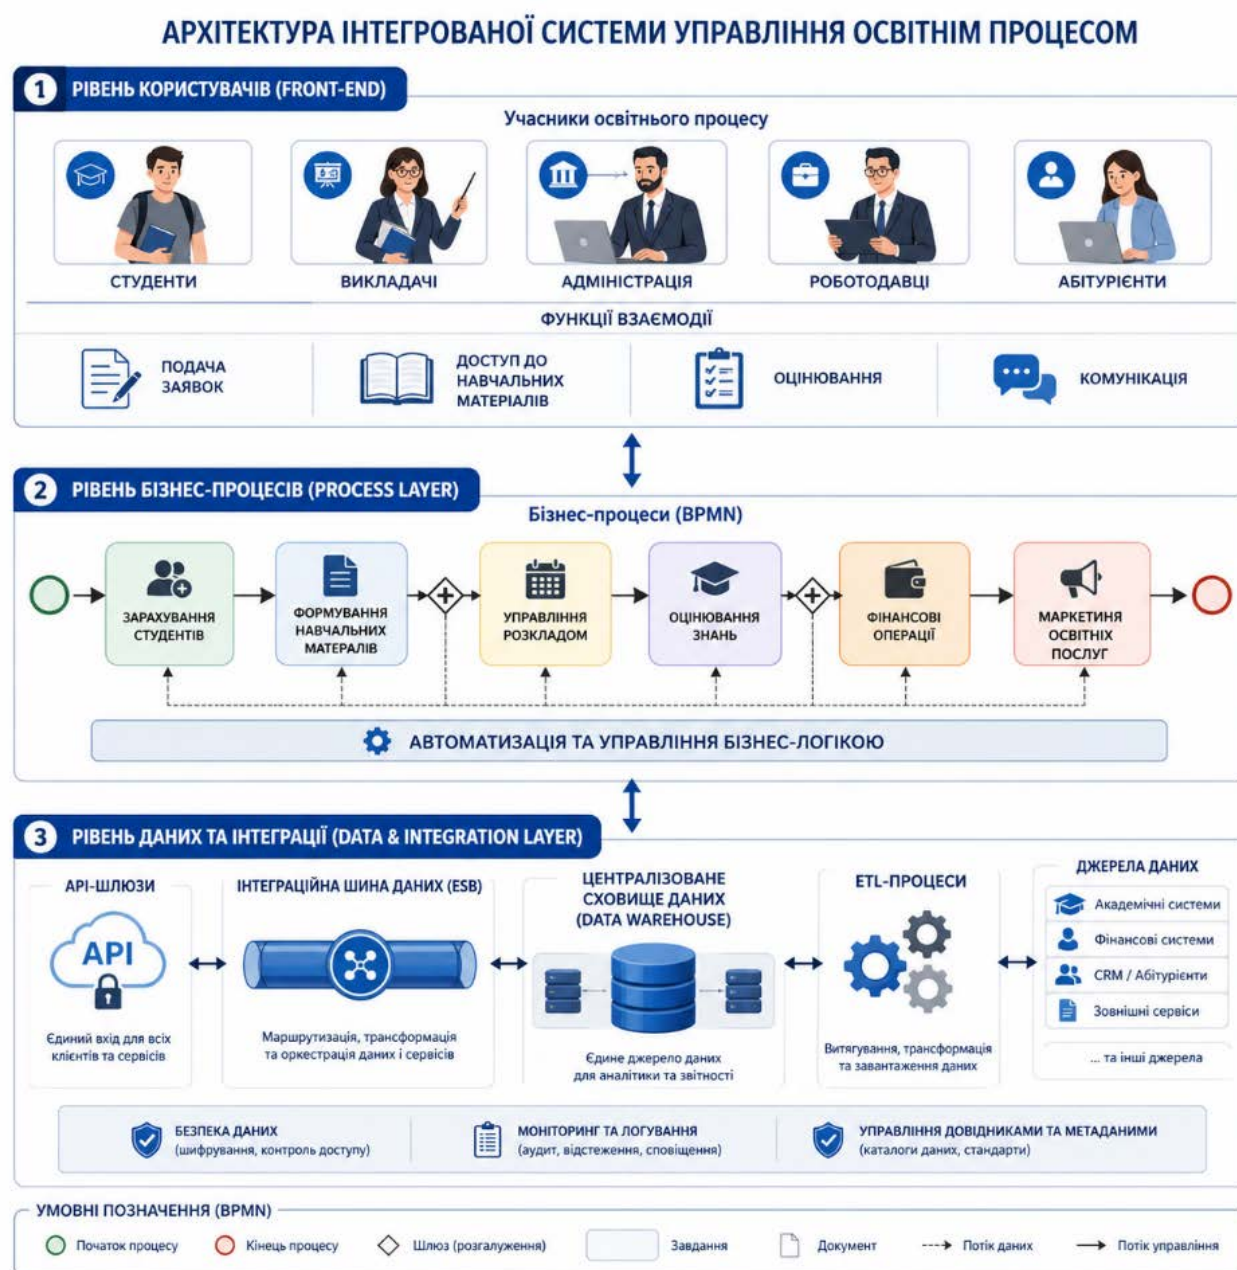 АРХІТЕКТУРА ІНТЕГРОВАНОЇ СИСТЕМИ УПРАВЛІННЯ ОСВІТНІМ ПРОЦЕСОМ
1 РІВЕНЬ КОРИСТУВАЧІВ (FRONT-END)
Учасники освітнього процесу
СТУДЕНТИ
ВИКЛАДАЧІ
АДМІНІСТРАЦІЯ
РОБОТОДАВЦІ
АБІТУРІЄНТИ
ФУНКЦІЇ ВЗАЄМОДІЇ
ПОДАЧА
ЗАЯВОК
ДОСТУП ДО
НАВЧАЛЬНИХ
МАТЕРІАЛІВ
ОЦІНЮВАННЯ
КОМУНІКАЦІЯ
2 РІВЕНЬ БІЗНЕС-ПРОЦЕСІВ (PROCESS LAYER)
Бізнес-процеси (BPMN)
ЗАРАХУВАННЯ
СТУДЕНТІВ
ФОРМУВАННЯ
НАВЧАЛЬНИХ
МАТЕРАЛІВ
УПРАВЛІННЯ
РОЗКЛАДОМ
ОЦІНЮВАННЯ
ЗНАНЬ
ФІНАНСОВІ
ОПЕРАЦІЇ
МАРКЕТИНЯ
ОСВІТНІХ
ПОСЛУГ
АВТОМАТИЗАЦІЯ ТА УПРАВЛІННЯ БІЗНЕС-ЛОГІКОЮ
3 РІВЕНЬ ДАНИХ ТА ІНТЕГРАЦІЇ (DATA & INTEGRATION LAYER)
АРІ-ШЛЮЗИ
API
Єдиний вхід для всіх
клієнтів та сервісів
ІНТЕГРАЦІЙНА ШИНА ДАНИХ (ESB)
Маршрутизація, трансформація
та оркестрація даних і сервісів
ЦЕНТРАЛІЗОВАНЕ
СХОВИЩЕ ДАНИХ
(DATA WAREHOUSE)
Єдине джерело даних
для аналітики та звітності
ETL-ПРОЦЕСИ
Витягування, трансформація
та завантаження даних
ДЖЕРЕЛА ДАНИХ
Академічні системи
Фінансові системи
CRM / Абітурієнти
Зовнішні сервіси
... та інші джерела
БЕЗПЕКА ДАНИХ
(шифрування, контроль доступу)
МОНІТОРИНГ ТА ЛОГУВАННЯ
(аудит, відстеження, сповіщення)
УПРАВЛІННЯ ДОВІДНИКАМИ ТА МЕТАДАНИМИ
(каталоги даних, стандарти)
УМОВНІ ПОЗНАЧЕННЯ (BPMN)
Початок процесу
Кінець процесу
Шлюз (розгалуження)
Завдання
Документ
Потік даних
Потік управління